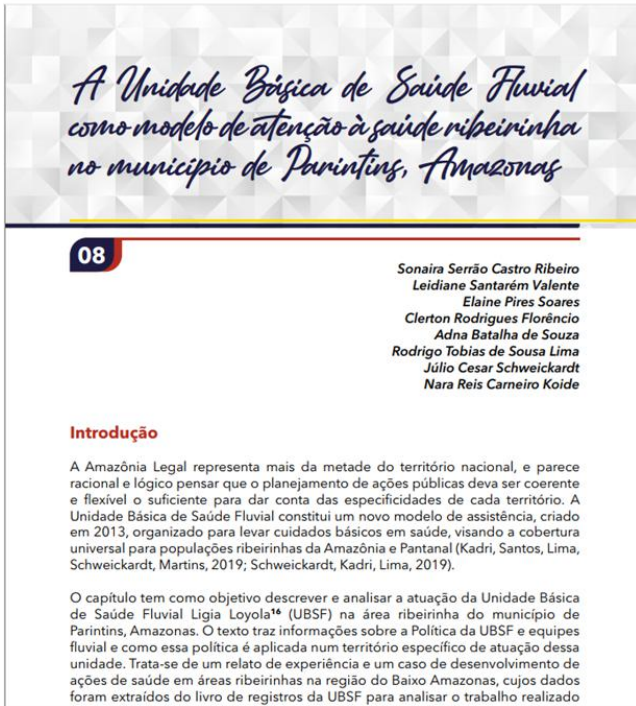 A Unidade Básica de Saúde Fluvial
como modelo de atenção à saúde ribeirinha
no município de Parintins, Amazonas
08
Sonaira Serrão Castro Ribeiro
Leidiane Santarém Valente
Elaine Pires Soares
Clerton Rodrigues Florêncio
Adna Batalha de Souza
Rodrigo Tobias de Sousa Lima
Júlio Cesar Schweickardt
Nara Reis Carneiro Koide
Introdução
A Amazônia Legal representa mais da metade do território nacional, e parece
racional e lógico pensar que o planejamento de ações públicas deva ser coerente
e flexível o suficiente para dar conta das especificidades de cada território. A
Unidade Básica de Saúde Fluvial constitui um novo modelo de assistência, criado
em 2013, organizado para levar cuidados básicos em saúde, visando a cobertura
universal para populações ribeirinhas da Amazônia e Pantanal (Kadri, Santos, Lima,
Schweickardt, Martins, 2019; Schweickardt, Kadri, Lima, 2019).
O capítulo tem como objetivo descrever e analisar a atuação da Unidade Básica
de Saúde Fluvial Ligia Loyola¹⁶ (UBSF) na área ribeirinha do município de
Parintins, Amazonas. O texto traz informações sobre a Política da UBSF e equipes
fluvial e como essa política é aplicada num território específico de atuação dessa
unidade. Trata-se de um relato de experiência e um caso de desenvolvimento de
ações de saúde em áreas ribeirinhas na região do Baixo Amazonas, cujos dados
foram extraídos do livro de registros da UBSF para analisar o trabalho realizado